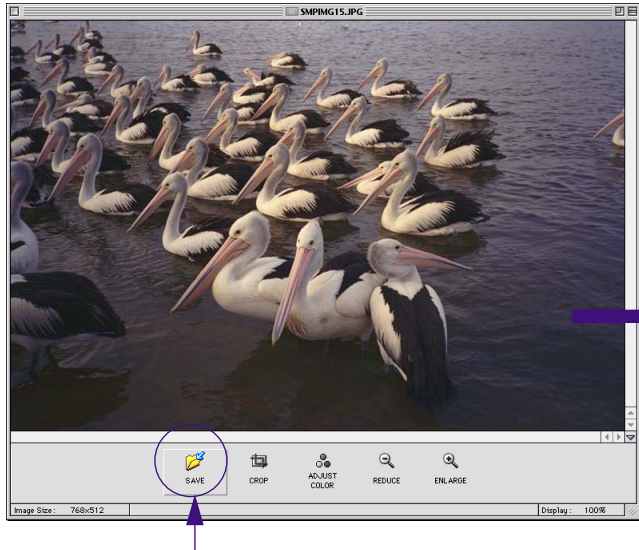 SMPIMG15.JPG
SAVE
CROP
ADJUST
COLOR
REDUCE
ENLARGE
Image Size: 768x512
Display: 100%